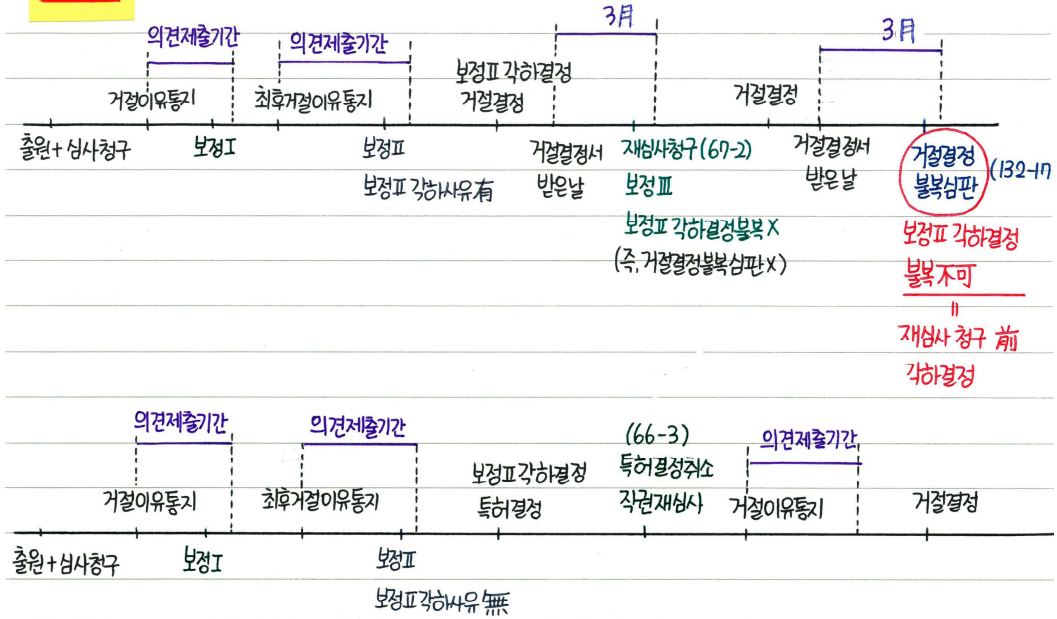 3月
3月
의견제출기간
의견제출기간
보정Ⅱ각하결정
거절이유통지
최후거절이유통지
거절결정
거절결정
출원+심사청구
보정Ⅰ
보정Ⅱ
거절결정서
재심사청구(67-2)
거절결정서
거절결정
(132-17
보정Ⅱ각하사유有
받은날
보정Ⅲ
받은날
불복심판
보정Ⅱ각하결정불복X
보정Ⅱ각하결정
(즉,거절결정불복심판X)
불복不可
=
재심사 청구 前
각하결정
의견제출기간
의견제출기간
(66-3)
의견제출기간
보정Ⅱ각하결정
특허결정취소
거절이유통지
최후거절이유통지
특허결정
직권재심사
거절이유통지
거절결정
출원+심사청구
보정Ⅰ
보정Ⅱ
보정Ⅱ각하사유無